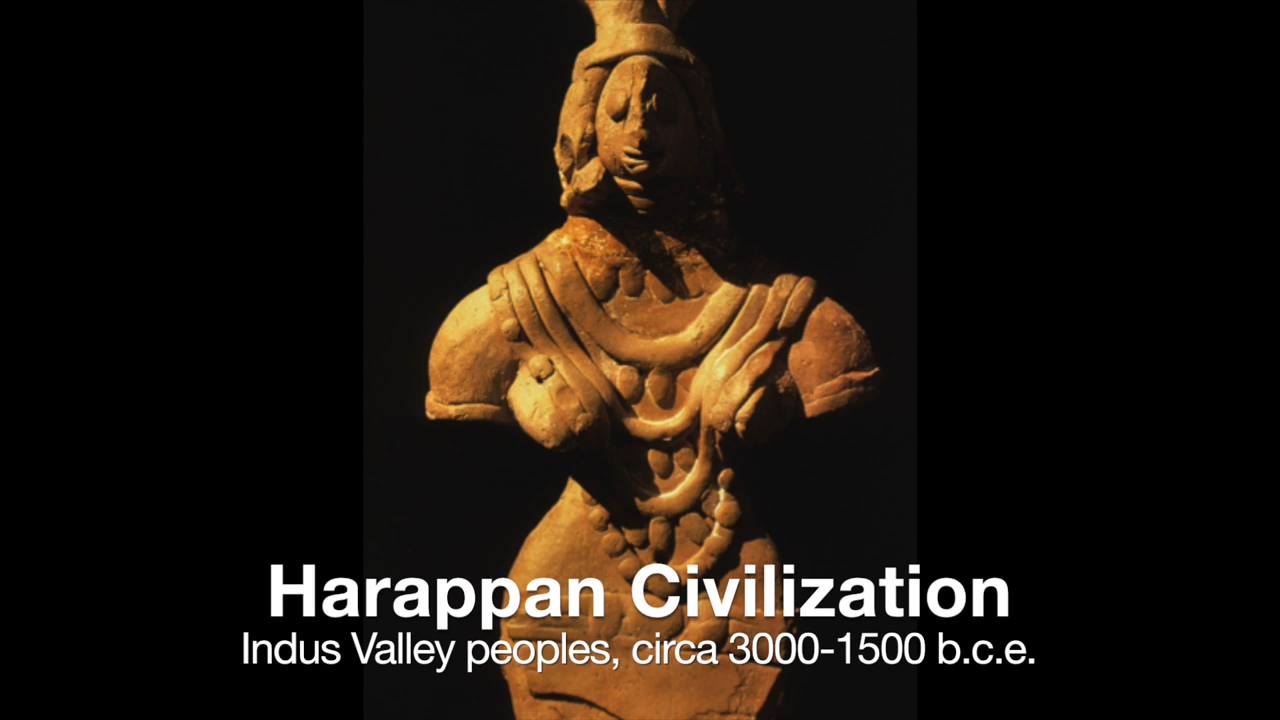 Harappan Civilization
Indus Valley peoples, circa 3000-1500 b.c.e.